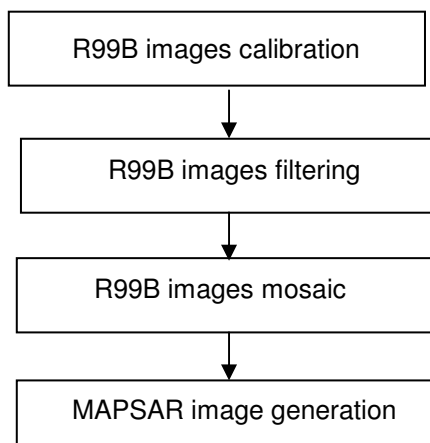 R99B images calibration
R99B images filtering
R99B images mosaic
MAPSAR image generation